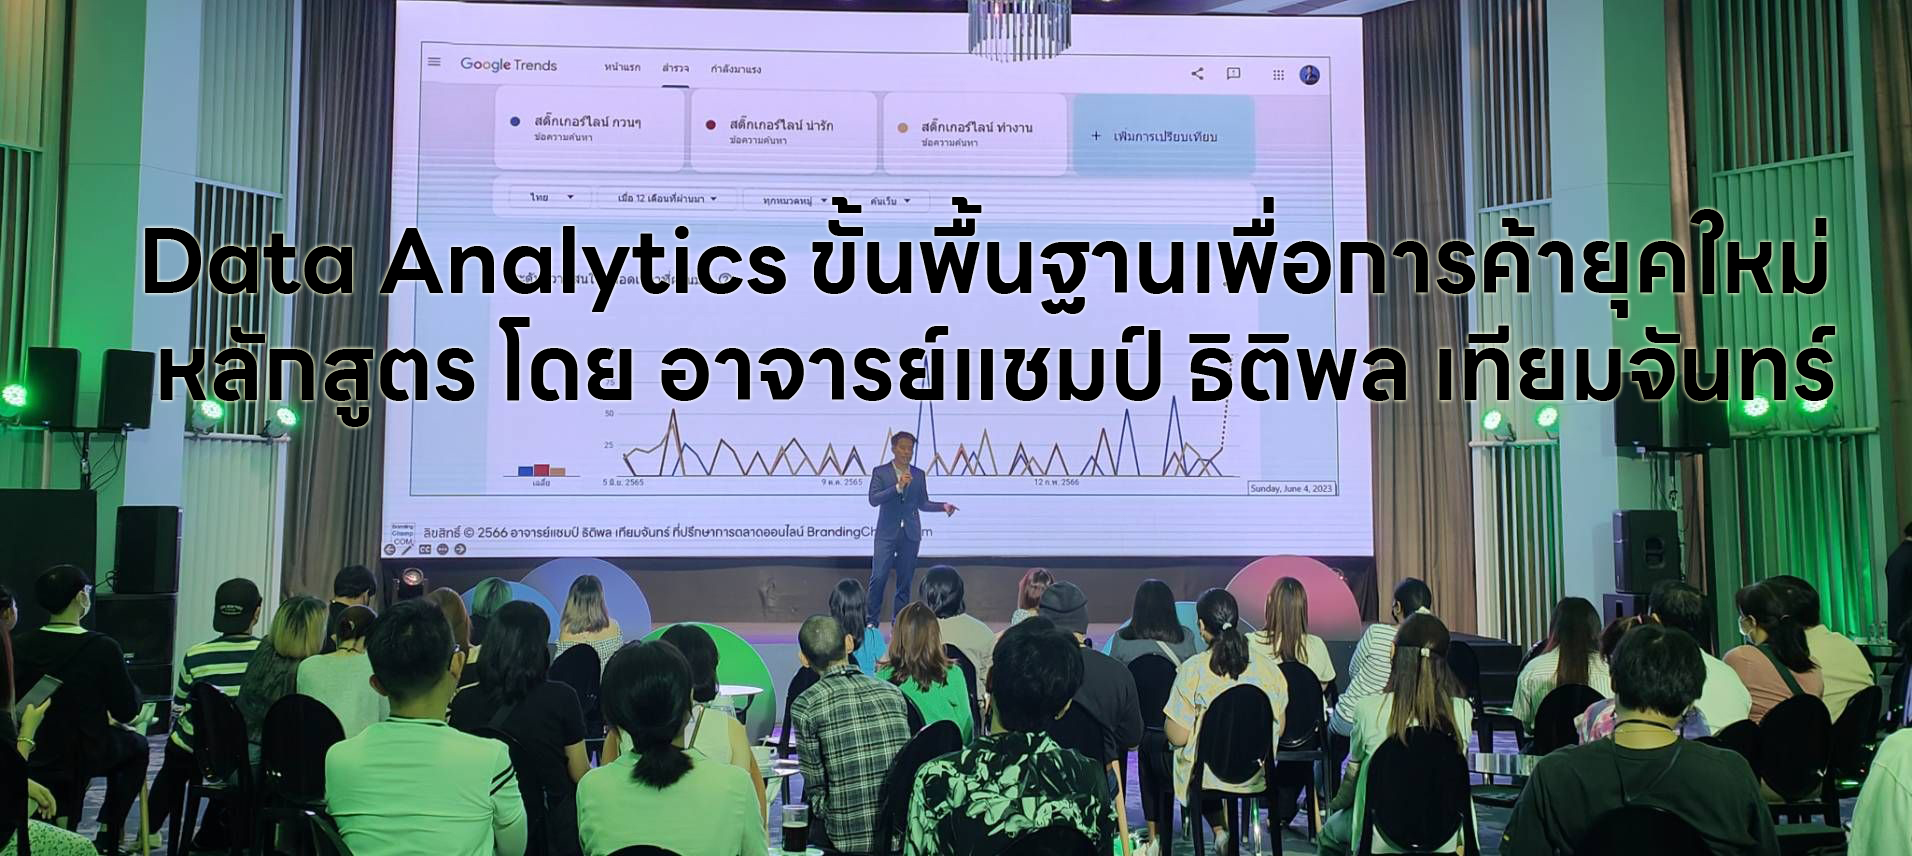 Google Trends
หน้าแรก สำรวจ กำลังมาแรง
สติ๊กเกอร์ไลน์ กวนๆ
ข้อความค้นหา
สติ๊กเกอร์ไลน์ น่ารัก
ข้อความค้นหา
สติ๊กเกอร์ไลน์ ทำงาน
ข้อความค้นหา
+ เพิ่มการเปรียบเทียบ
ไทย เมื่อ 12 เดือนที่ผ่านมา ทุกหมวดหมู่ ค้นเว็บ
Data Analytics ขั้นพื้นฐานเพื่อการค้ายุคใหม่
หลักสูตร โดย อาจารย์แชมป์ ธิติพล เทียมจันทร์
75
50
25
เฉลี่ย
5 มิ.ย. 2565 9 ต.ค. 2565 12 ก.พ. 2566
Sunday, June 4, 2023
Branding
Champ
.COM
ลิขสิทธิ์ © 2566 อาจารย์แชมป์ ธิติพล เทียมจันทร์ ที่ปรึกษาการตลาดออนไลน์
CC